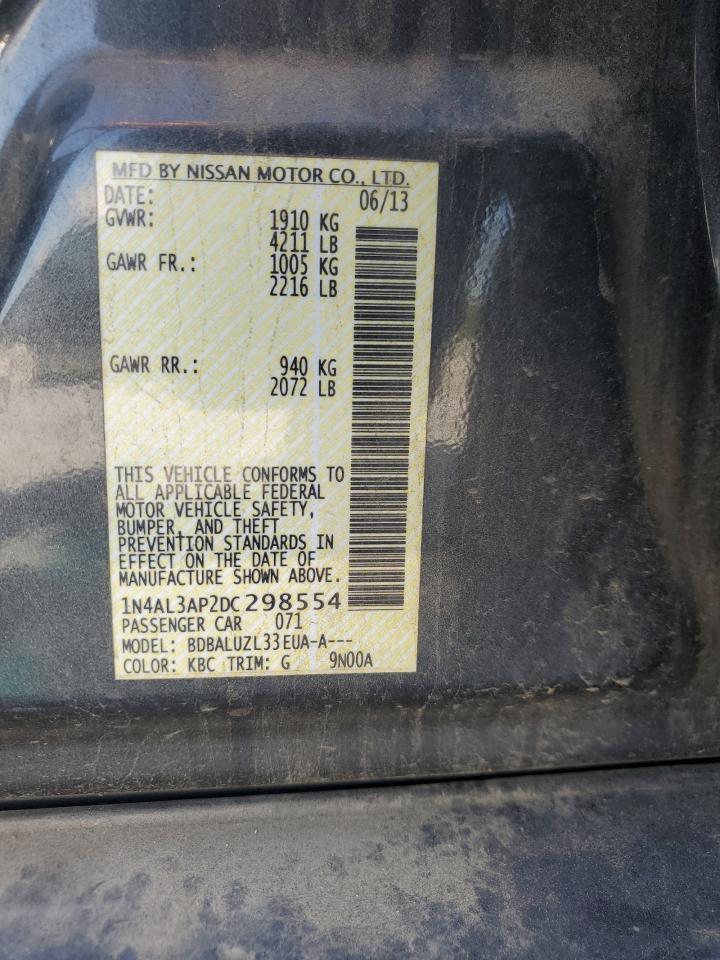 MFD BY NISSAN MOTOR CO., LTD.
DATE: 06/13
GVWR: 1910 KG
4211 LB
GAWR FR.: 1005 KG
2216 LB
GAWR RR.: 940 KG
2072 LB
THIS VEHICLE CONFORMS TO
ALL APPLICABLE FEDERAL
MOTOR VEHICLE SAFETY,
BUMPER, AND THEFT
PREVENTION STANDARDS IN
EFFECT ON THE DATE OF
MANUFACTURE SHOWN ABOVE.
1N4AL3AP2DC298554
PASSENGER CAR 071
MODEL: BDBALUZL33EUA-A---
COLOR: KBC TRIM: G 9N00A